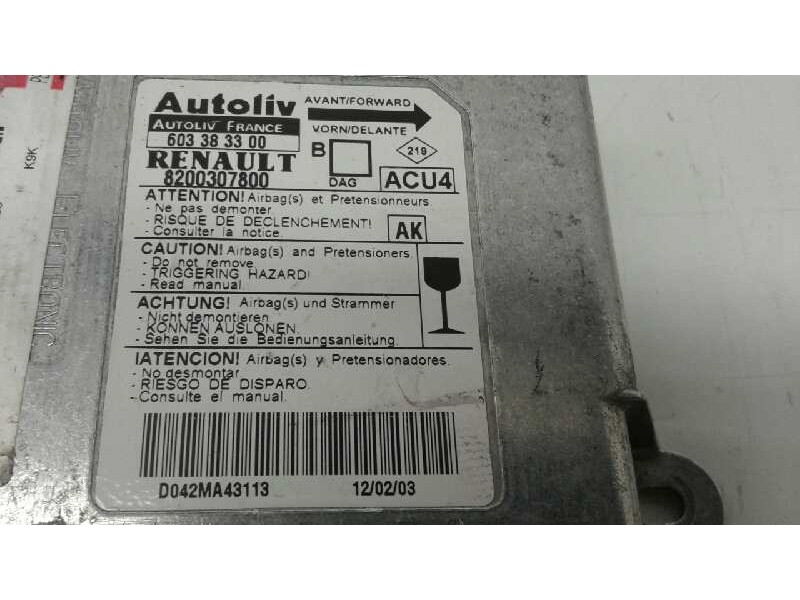 Autoliv
AUTOLIV FRANCE
603 38 33 00
RENAULT
8200307800
AVANT/FORWARD
VORN/DELANTE
B
DAG
219
ACU4
ATTENTION! Airbag(s) et Pretensionneurs
- Ne pas demonter
- RISQUE DE DECLENCHEMENT!
- Consulter la notice.
AK
CAUTION! Airbag(s) and Pretensioners.
- Do not remove
- TRIGGERING HAZARD!
- Read manual.
ACHTUNG! Airbag(s) und Strammer
- Nicht demontieren
- KONNEN AUSLONEN.
- Sehen Sie die Bedienungsanleitung.
IATENCION! Airbag(s) y Pretensionadores.
- No desmontar.
- RIESGO DE DISPARO.
- Consulte el manual.
D042MA43113 12/02/03
K9K
ELECTRONIC